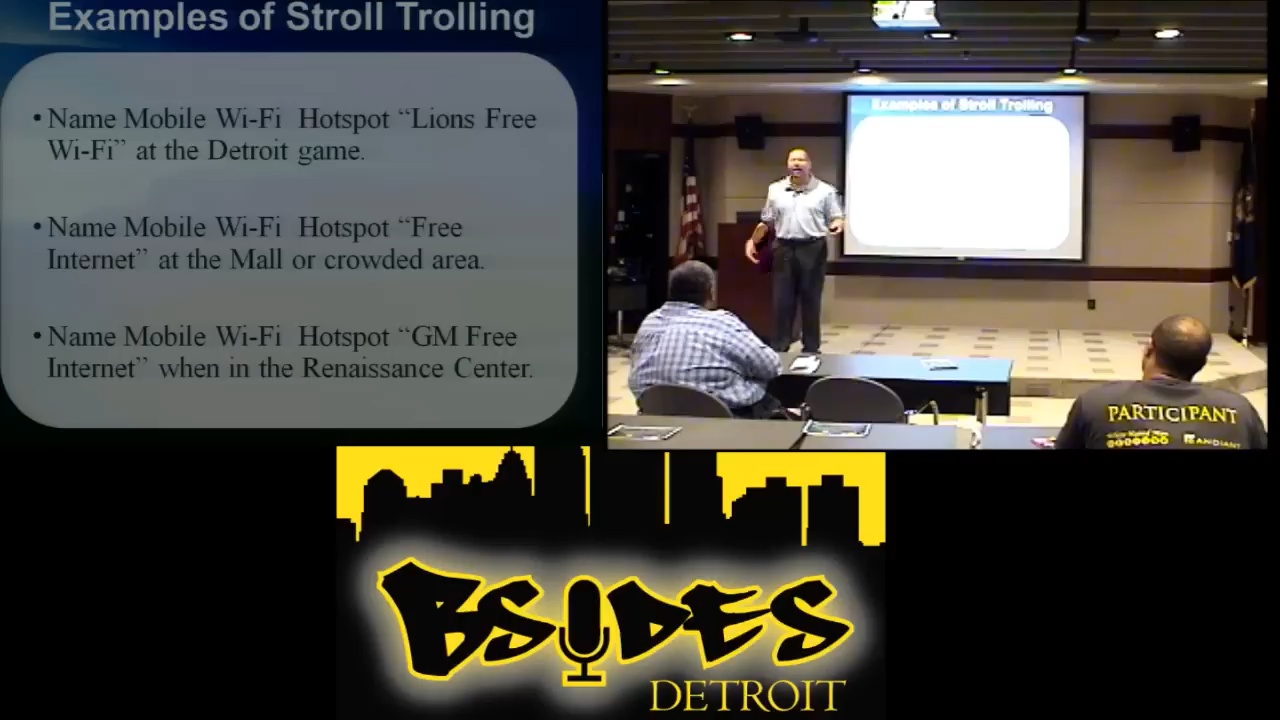 Examples of Stroll Trolling
• Name Mobile Wi-Fi Hotspot “Lions Free
Wi-Fi” at the Detroit game.
• Name Mobile Wi-Fi Hotspot “Free
Internet” at the Mall or crowded area.
• Name Mobile Wi-Fi Hotspot “GM Free
Internet” when in the Renaissance Center.
Examples of Stroll Trolling
PARTICIPANT
MANDIANT
BSIDES
DETROIT